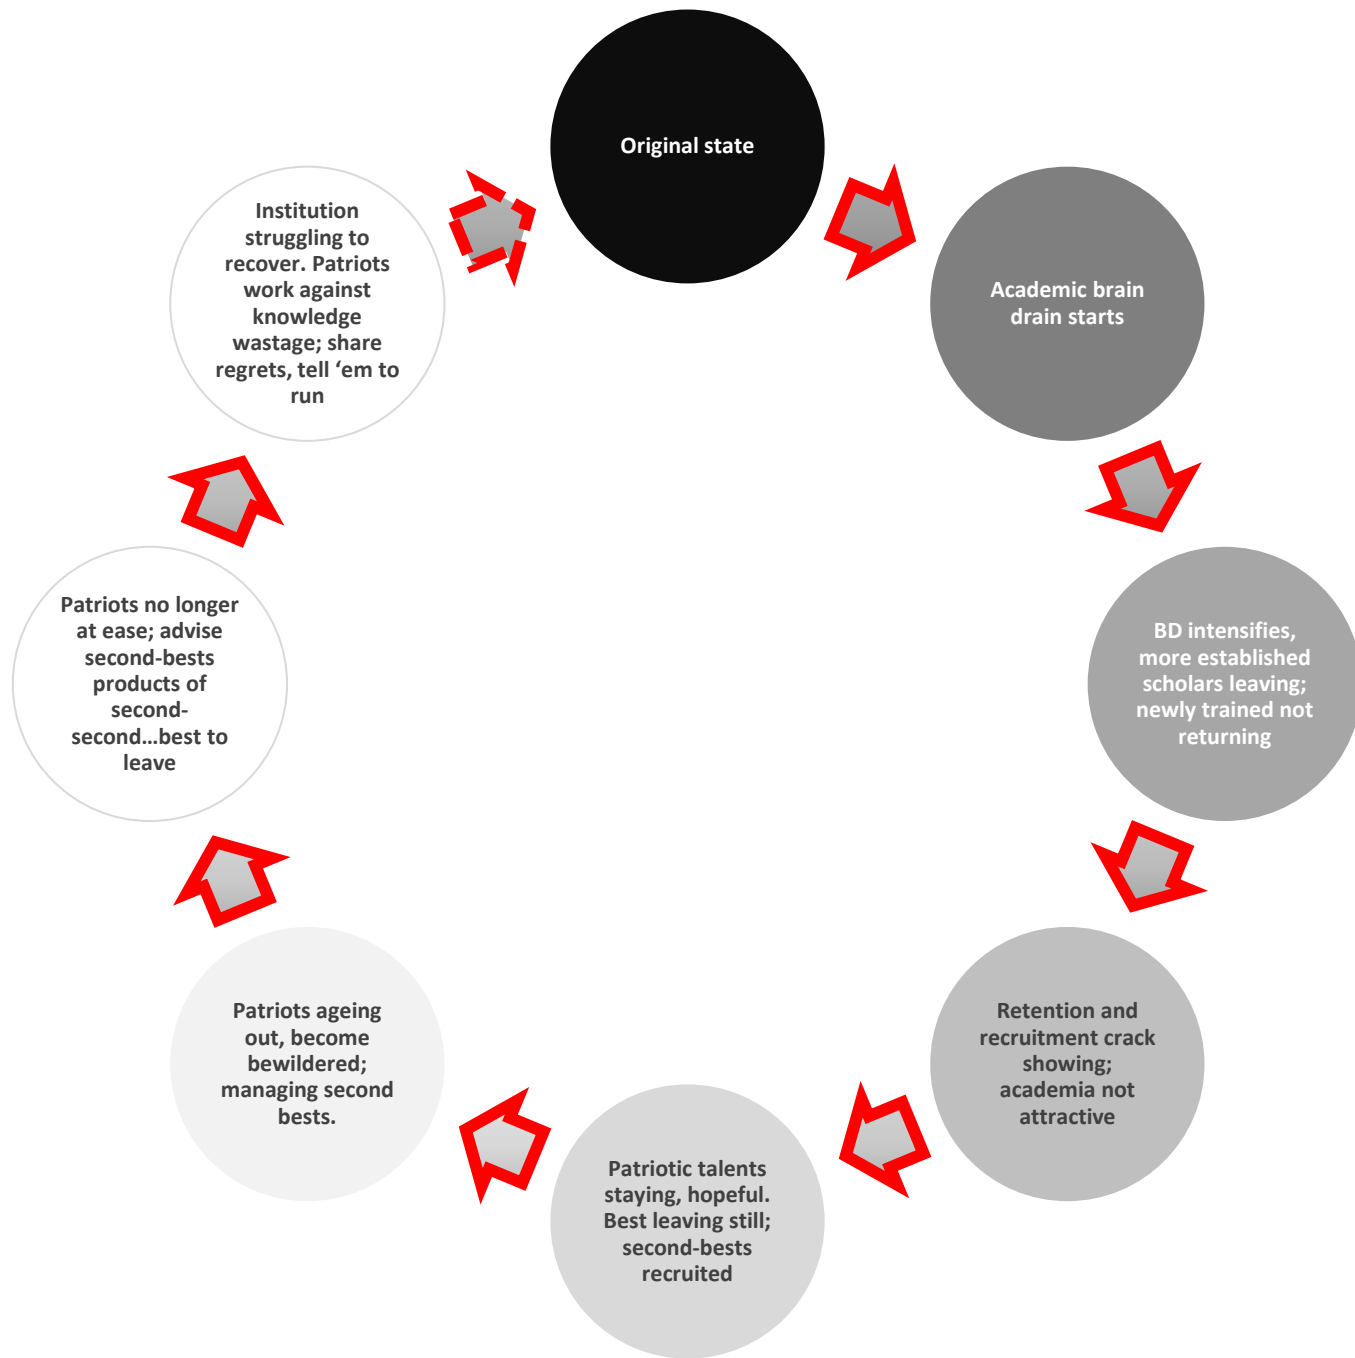 Original state
Academic brain
drain starts
BD intensifies,
more established
scholars leaving;
newly trained not
returning
Retention and
recruitment crack
showing;
academia not
attractive
Patriotic talents
staying, hopeful.
Best leaving still;
second-bests
recruited
Patriots ageing
out, become
bewildered;
managing second
bests.
Patriots no longer
at ease; advise
second-bests
products of
second-
second…best to
leave
Institution
struggling to
recover. Patriots
work against
knowledge
wastage; share
regrets, tell ‘em to
run